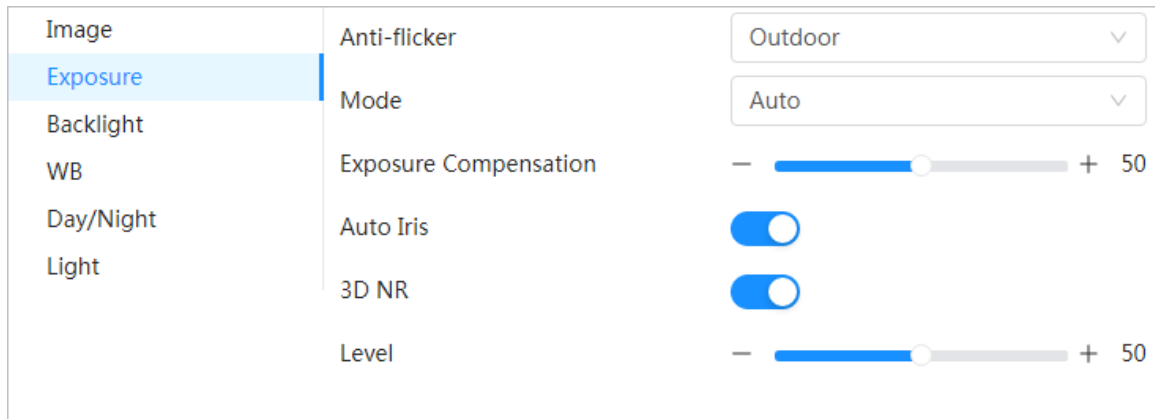 Image
Exposure
Backlight
WB
Day/Night
Light
Anti-flicker Outdoor
Mode Auto
Exposure Compensation − + 50
Auto Iris
3D NR
Level − + 50